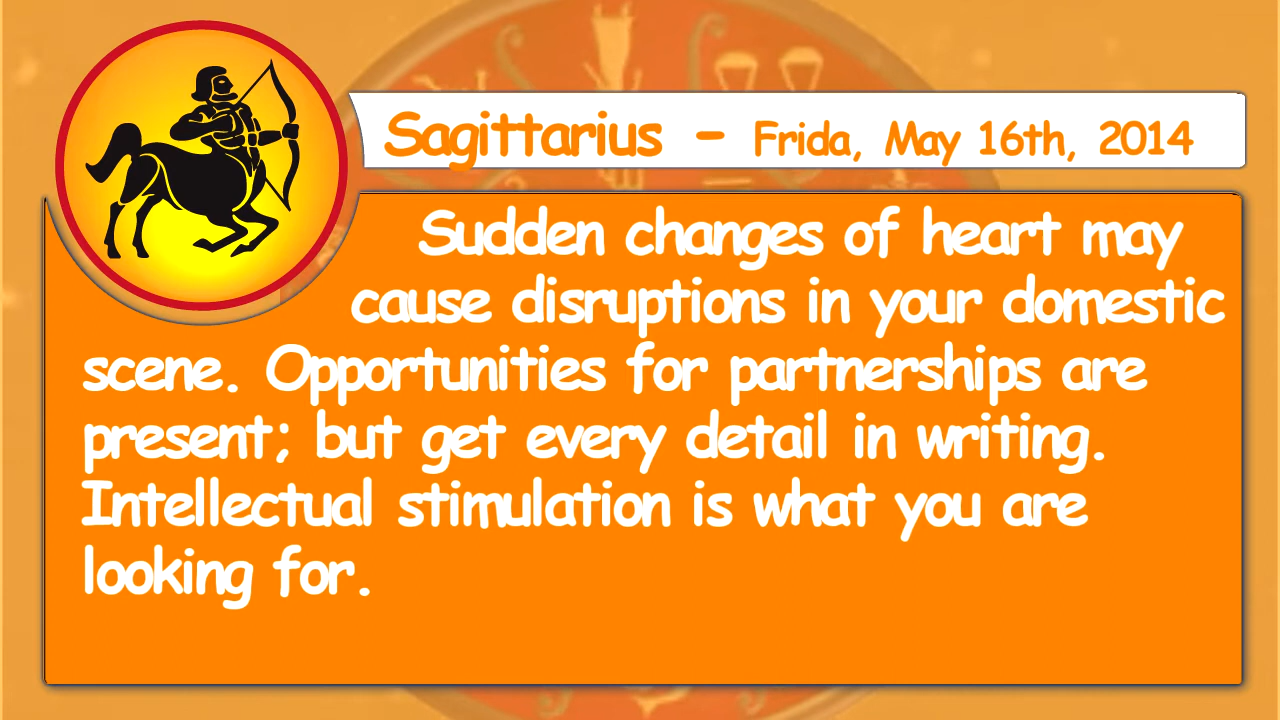 Sagittarius - Frida, May 16th, 2014
Sudden changes of heart may
cause disruptions in your domestic
scene. Opportunities for partnerships are
present; but get every detail in writing.
Intellectual stimulation is what you are
looking for.